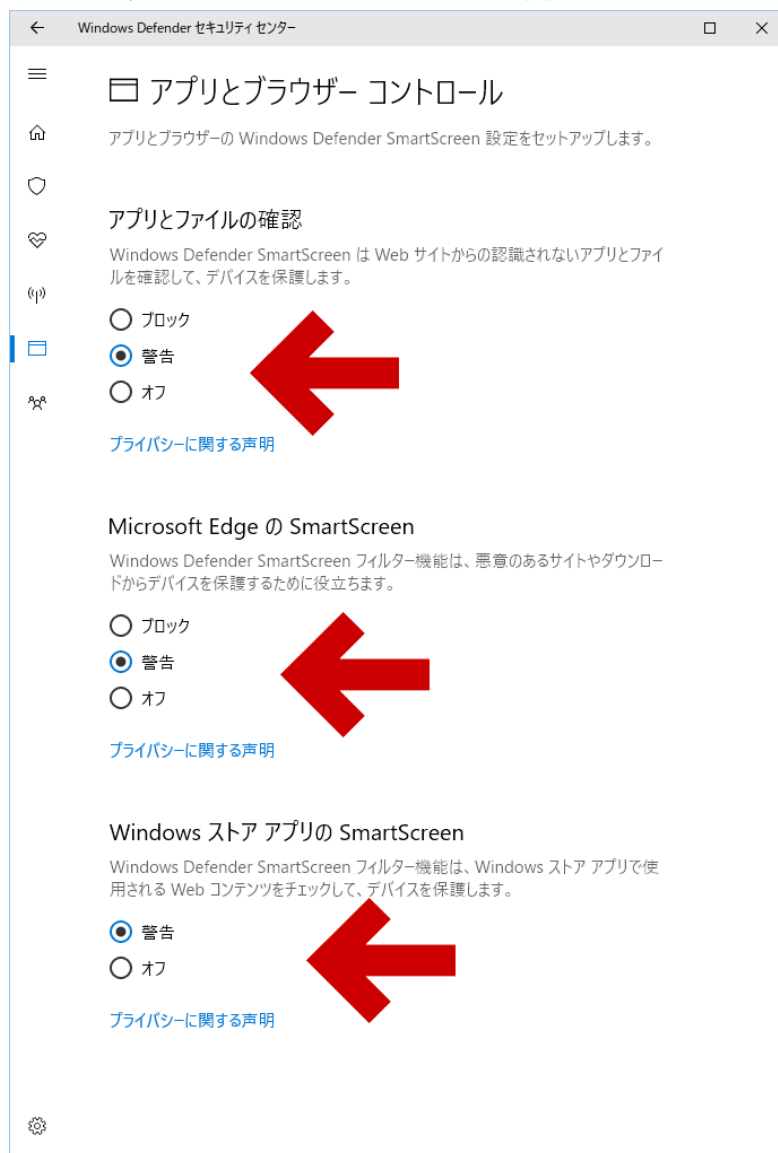 Windows Defender セキュリティ センター
アプリとブラウザー コントロール
アプリとブラウザーの Windows Defender SmartScreen 設定をセットアップします。
アプリとファイルの確認
Windows Defender SmartScreen は Web サイトからの認識されないアプリとファイ
ルを確認して、デバイスを保護します。
ブロック
警告
オフ
プライバシーに関する声明
Microsoft Edge の SmartScreen
Windows Defender SmartScreen フィルター機能は、悪意のあるサイトやダウンロー
ドからデバイスを保護するために役立ちます。
ブロック
警告
オフ
プライバシーに関する声明
Windows ストア アプリの SmartScreen
Windows Defender SmartScreen フィルター機能は、Windows ストア アプリで使
用される Web コンテンツをチェックして、デバイスを保護します。
警告
オフ
プライバシーに関する声明